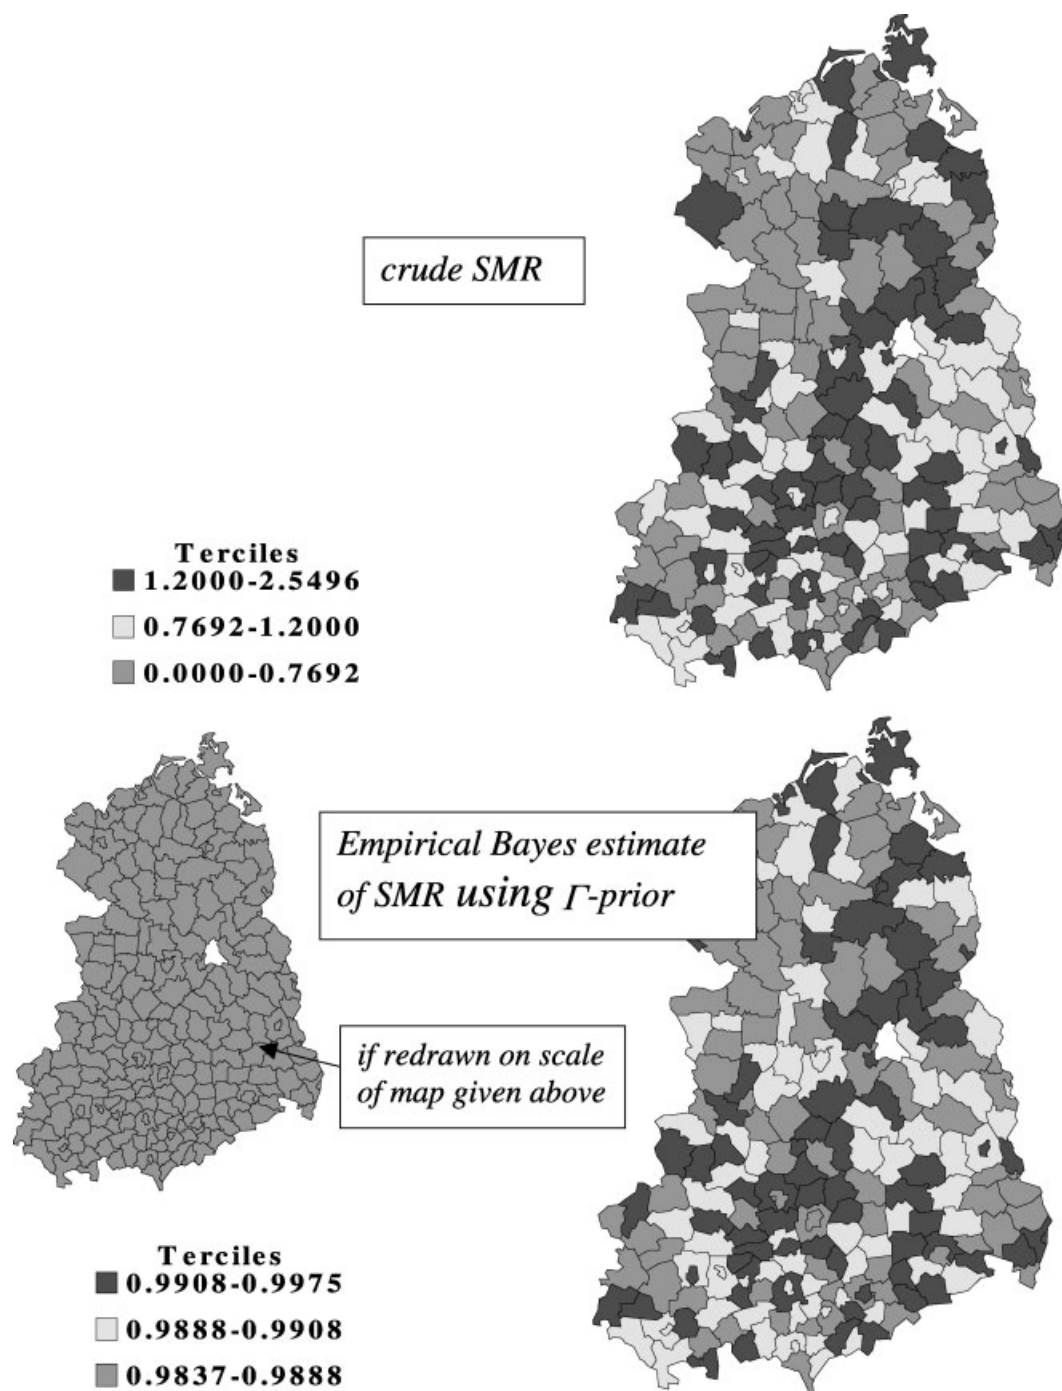 crude SMR
Terciles
1.2000-2.5496
0.7692-1.2000
0.0000-0.7692
Empirical Bayes estimate
of SMR using Γ-prior
if redrawn on scale
of map given above
Terciles
0.9908-0.9975
0.9888-0.9908
0.9837-0.9888